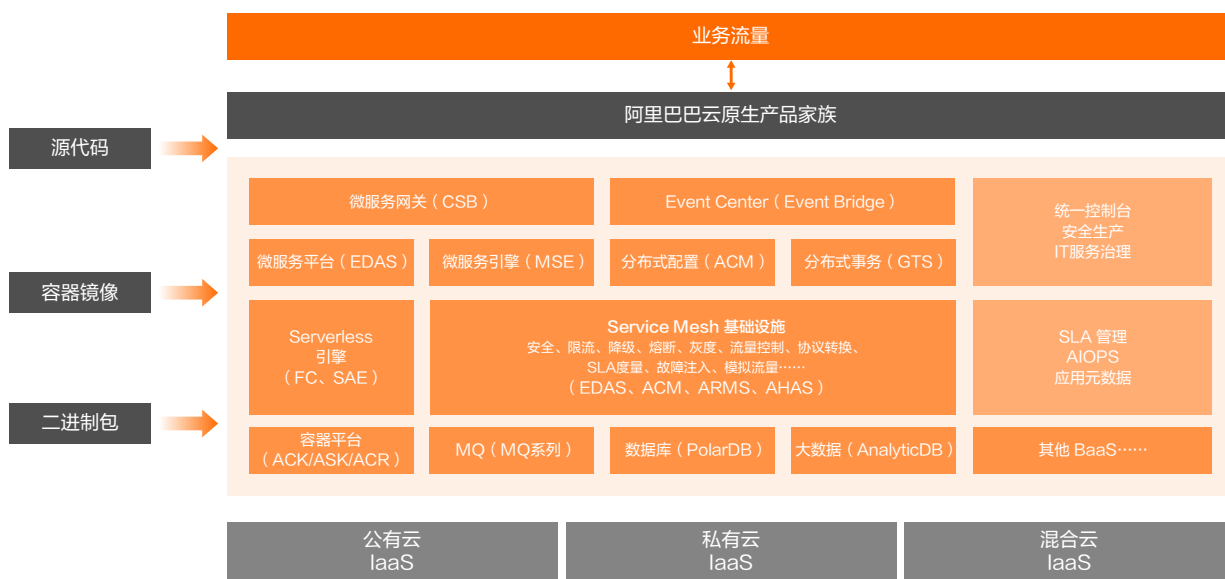 业务流量
阿里巴巴云原生产品家族
源代码
容器镜像
二进制包
微服务网关（CSB）
Event Center（Event Bridge）
统一控制台
安全生产
IT服务治理
微服务平台（EDAS）
微服务引擎（MSE）
分布式配置（ACM）
分布式事务（GTS）
Serverless
引擎
（FC、SAE）
Service Mesh 基础设施
安全、限流、降级、熔断、灰度、流量控制、协议转换、
SLA度量、故障注入、模拟流量……
（EDAS、ACM、ARMS、AHAS）
SLA 管理
AIOPS
应用元数据
容器平台
（ACK/ASK/ACR）
MQ（MQ系列）
数据库（PolarDB）
大数据（AnalyticDB）
其他 BaaS……
公有云
IaaS
私有云
IaaS
混合云
IaaS